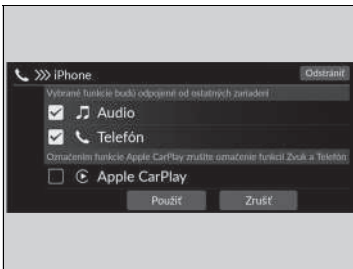 iPhone
Odstrániť
Vybrané funkcie budú odpojené od ostatných zariadení
Audio
Telefón
Označením funkcie Apple CarPlay zrušíte označenie funkcií Zvuk a Telefón
Apple CarPlay
Použiť
Zrušť